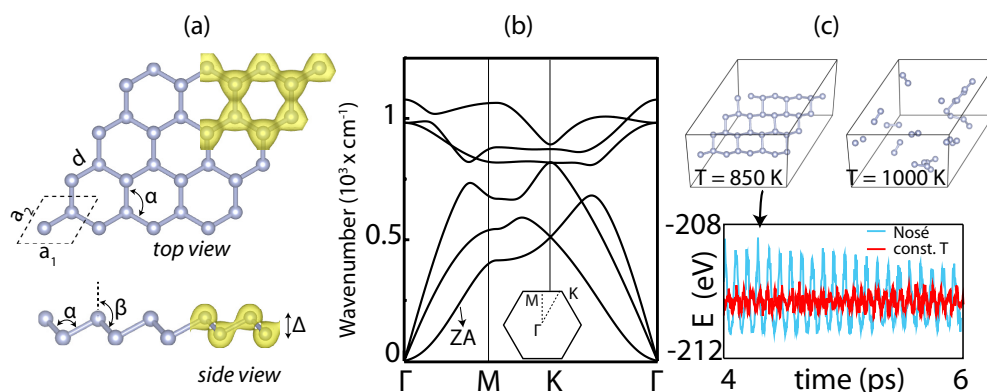 (a)
(b)
(c)
d
α
a2
a1
top view
α
β
Δ
side view
Wavenumber (10³ x cm⁻¹)
1
0.5
0
ZA
M
K
Γ
Γ
M
K
Γ
T = 850 K
T = 1000 K
E (eV)
-208
-212
Nosé
const. T
4
time (ps)
6